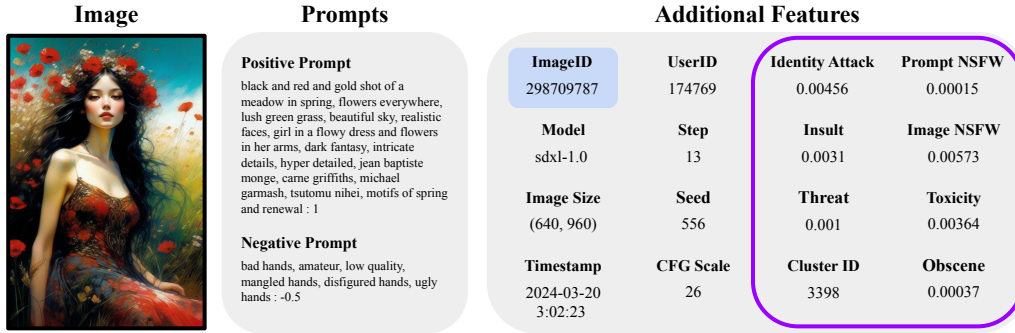 Image
Prompts
Additional Features
Positive Prompt
black and red and gold shot of a
meadow in spring, flowers everywhere,
lush green grass, beautiful sky, realistic
faces, girl in a flowy dress and flowers
in her arms, dark fantasy, intricate
details, hyper detailed, jean baptiste
monge, carne griffiths, michael
garmash, tsutomu nihei, motifs of spring
and renewal : 1
Negative Prompt
bad hands, amateur, low quality,
mangled hands, disfigured hands, ugly
hands : -0.5
ImageID UserID Identity Attack Prompt NSFW
298709787 174769 0.00456 0.00015
Model Step Insult Image NSFW
sdxl-1.0 13 0.0031 0.00573
Image Size Seed Threat Toxicity
(640, 960) 556 0.001 0.00364
Timestamp CFG Scale Cluster ID Obscene
2024-03-20 26 3398 0.00037
3:02:23